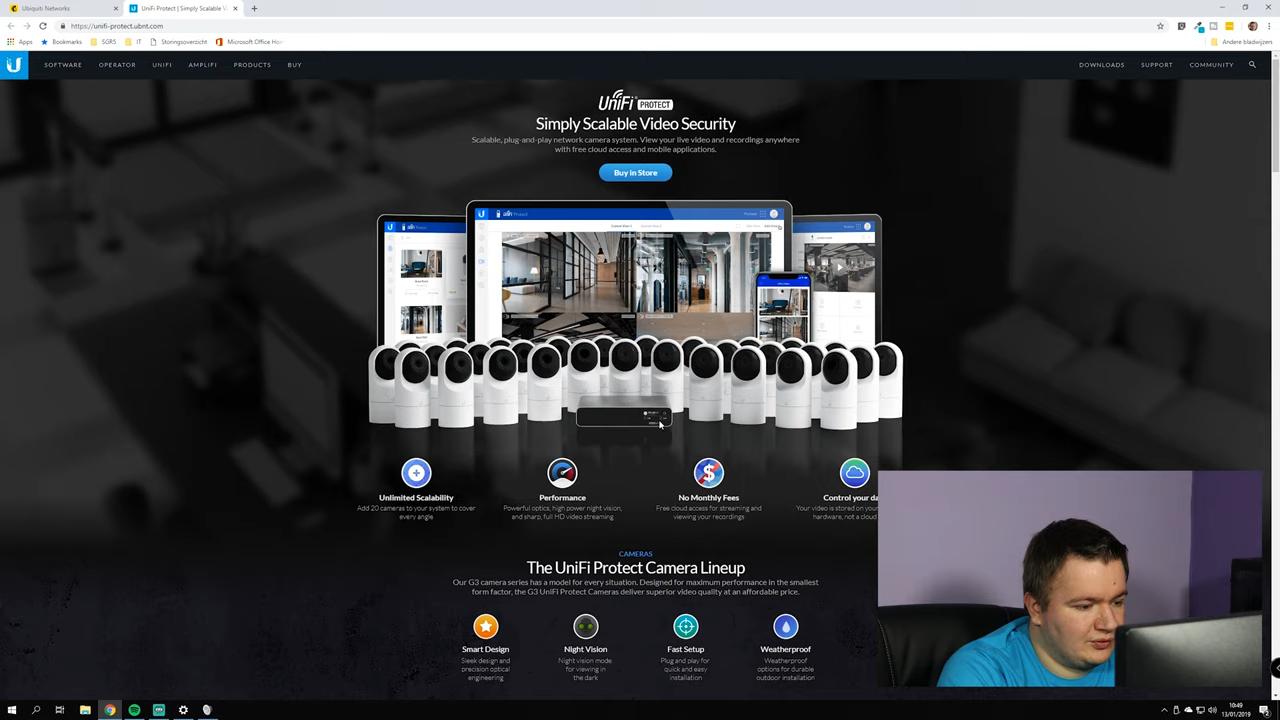 Ubiquiti Networks
UniFi Protect | Simply Scalable V
https://unifi-protect.ubnt.com
Apps
Bookmarks
SGR5
IT
Storingsoverzicht
Microsoft Office Ho
Andere bladwijzers
SOFTWARE
OPERATOR
UNIFI
AMPLIFI
PRODUCTS
BUY
DOWNLOADS
SUPPORT
COMMUNITY
UniFi PROTECT
Simply Scalable Video Security
Scalable, plug-and-play network camera system. View your live video and recordings anywhere
with free cloud access and mobile applications.
Buy in Store
Unlimited Scalability
Add 20 cameras to your system to cover
every angle
Performance
Powerful optics, high power night vision,
and sharp, full HD video streaming
No Monthly Fees
Free cloud access for streaming and
viewing your recordings
Control your da
Your video is stored on your
hardware, not a cloud
CAMERAS
The UniFi Protect Camera Lineup
Our G3 camera series has a model for every situation. Designed for maximum performance in the smallest
form factor, the G3 UniFi Protect Cameras deliver superior video quality at an affordable price.
Smart Design
Sleek design and
precision optical
engineering
Night Vision
Night vision mode
for viewing in
the dark
Fast Setup
Plug and play for
quick and easy
installation
Weatherproof
Weatherproof
options for durable
outdoor installation
10:49
13/01/2019